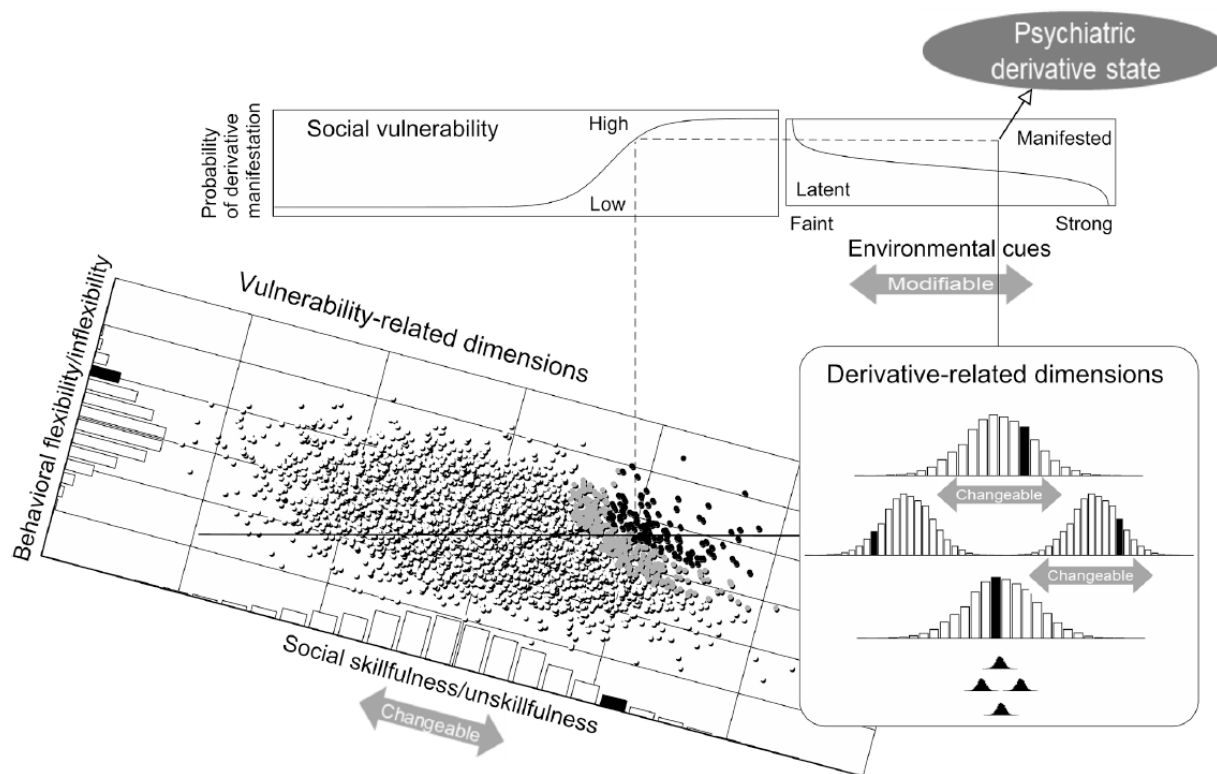 Psychiatric
derivative state
Probability
of derivative
manifestation
Social vulnerability
High
Low
Manifested
Latent
Faint
Strong
Environmental cues
Modifiable
Behavioral flexibility/inflexibility
Vulnerability-related dimensions
Social skillfulness/unskillfulness
Changeable
Derivative-related dimensions
Changeable
Changeable